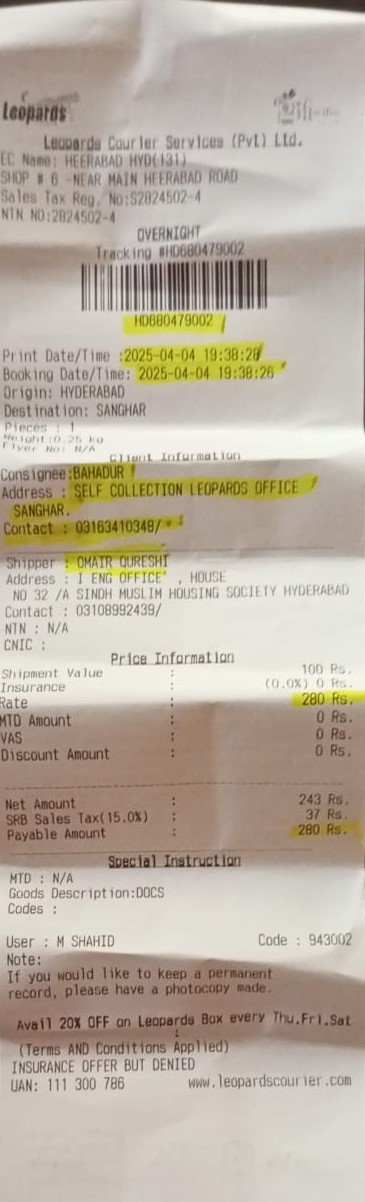 Leopards
Leopards Courier Services (Pvt) Ltd.
EC Name: HEERABAD HYD(131)
SHOP # 6 -NEAR MAIN HEERABAD ROAD
Sales Tax Reg. No:S2824502-4
NTN NO:2824502-4
OVERNIGHT
Tracking #HD680479002
HD680479002
Print Date/Time :2025-04-04 19:38:28
Booking Date/Time: 2025-04-04 19:38:26
Origin: HYDERABAD
Destination: SANGHAR
Pieces : 1
Weight:0.25 kg
Flyer No: N/A
Client Information
Consignee:BAHADUR
Address : SELF COLLECTION LEOPARDS OFFICE
SANGHAR.
Contact : 03163410348/
Shipper : OMAIR QURESHI
Address : I ENG OFFICE' , HOUSE
NO 32 /A SINDH MUSLIM HOUSING SOCIETY HYDERABAD
Contact : 03108992439/
NTN : N/A
CNIC :
Price Information
Shipment Value : 100 Rs.
Insurance : (0.0%) 0 Rs.
Rate : 280 Rs.
MTD Amount : 0 Rs.
VAS : 0 Rs.
Discount Amount : 0 Rs.
Net Amount : 243 Rs.
SRB Sales Tax(15.0%) : 37 Rs.
Payable Amount : 280 Rs.
Special Instruction
MTD : N/A
Goods Description:DOCS
Codes :
User : M SHAHID Code : 943002
Note:
If you would like to keep a permanent
record, please have a photocopy made.
Avail 20% OFF on Leopards Box every Thu,Fri,Sat
!
(Terms AND Conditions Applied)
INSURANCE OFFER BUT DENIED
UAN: 111 300 786 www.leopardscourier.com